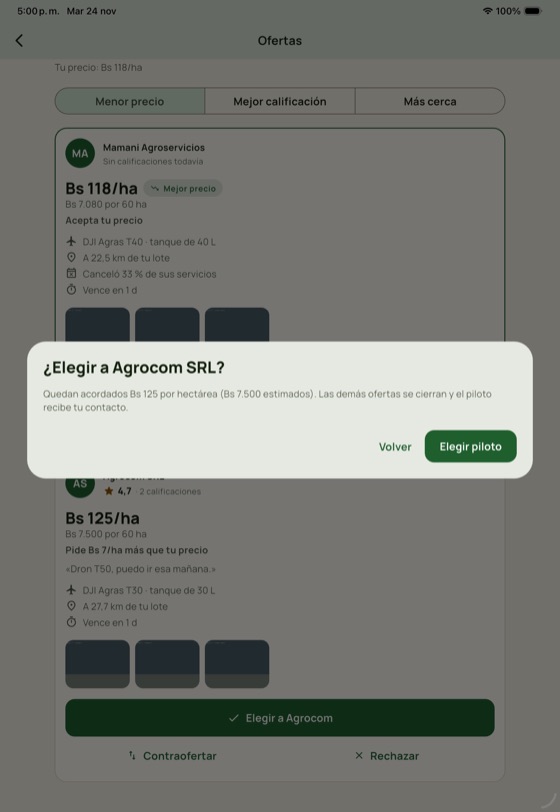 5:00 p. m. Mar 24 nov
100%
Ofertas
Tu precio: Bs 118/ha
Menor precio
Mejor calificación
Más cerca
MA
Mamani Agroservicios
Sin calificaciones todavía
Bs 118/ha
Mejor precio
Bs 7.080 por 60 ha
Acepta tu precio
DJI Agras T40 · tanque de 40 L
A 22,5 km de tu lote
Canceló 33 % de sus servicios
Vence en 1 d
¿Elegir a Agrocom SRL?
Quedan acordados Bs 125 por hectárea (Bs 7.500 estimados). Las demás ofertas se cierran y el piloto
recibe tu contacto.
Volver
Elegir piloto
AS
4,7 · 2 calificaciones
Bs 125/ha
Bs 7.500 por 60 ha
Pide Bs 7/ha más que tu precio
«Dron T50, puedo ir esa mañana.»
DJI Agras T30 · tanque de 30 L
A 27,7 km de tu lote
Vence en 1 d
Elegir a Agrocom
Contraofertar
Rechazar